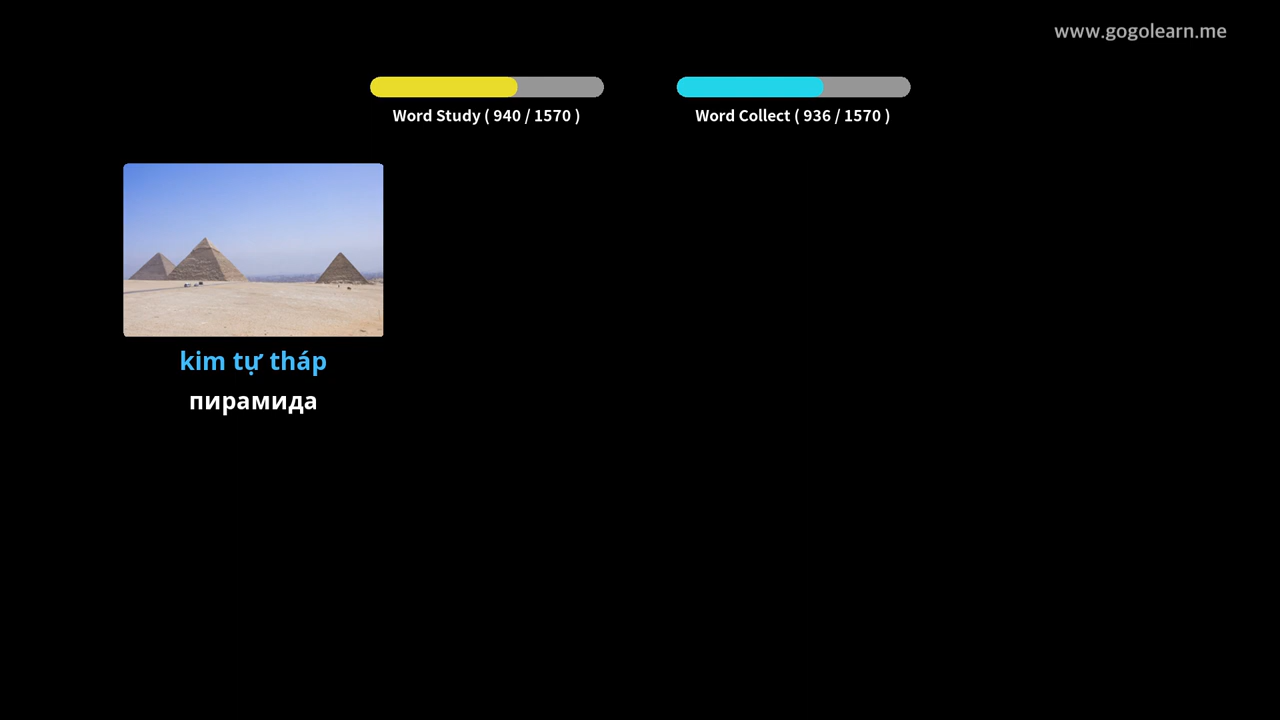 www.gogolearn.me
Word Study ( 940 / 1570 )
Word Collect ( 936 / 1570 )
kim tự tháp
пирамида